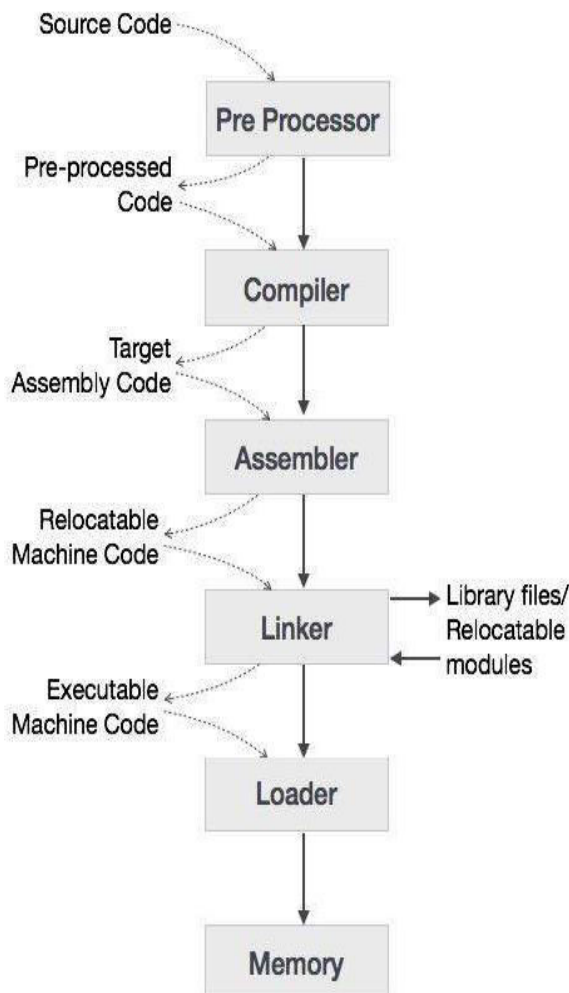 Source Code
Pre Processor
Pre-processed
Code
Compiler
Target
Assembly Code
Assembler
Relocatable
Machine Code
Linker
Library files/
Relocatable
modules
Executable
Machine Code
Loader
Memory